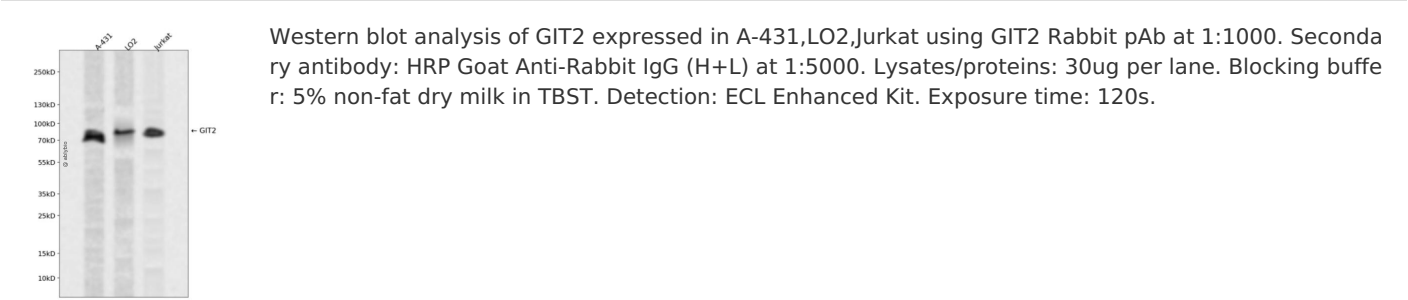 A-431 LO2 Jurkat
250kD
130kD
100kD
70kD
55kD
35kD
25kD
15kD
10kD
← GIT2
Western blot analysis of GIT2 expressed in A-431,LO2,Jurkat using GIT2 Rabbit pAb at 1:1000. Seconda
ry antibody: HRP Goat Anti-Rabbit IgG (H+L) at 1:5000. Lysates/proteins: 30ug per lane. Blocking buffe
r: 5% non-fat dry milk in TBST. Detection: ECL Enhanced Kit. Exposure time: 120s.